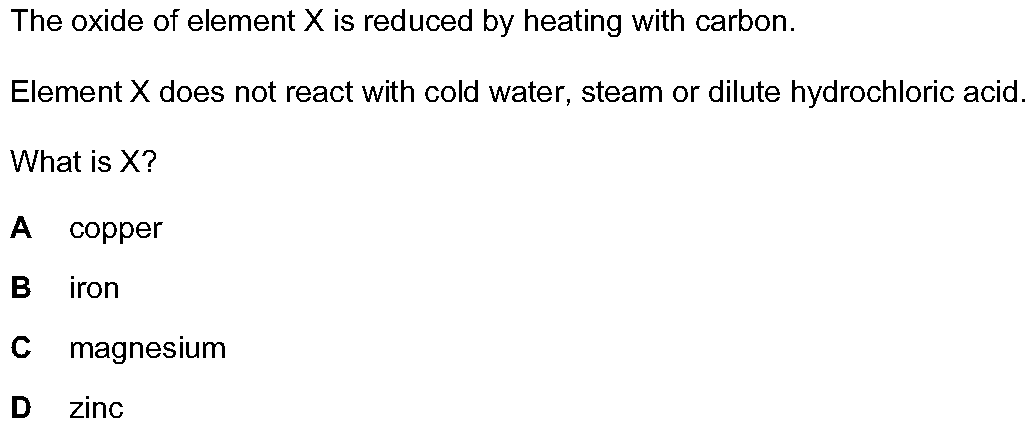 The oxide of element X is reduced by heating with carbon.
Element X does not react with cold water, steam or dilute hydrochloric acid.
What is X?
A copper
B iron
C magnesium
D zinc